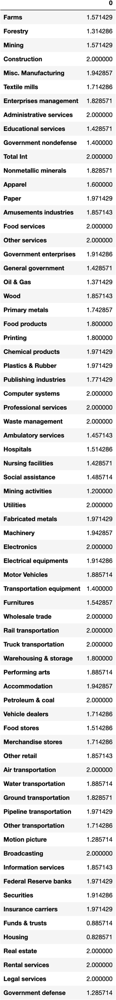 0
Farms 1.571429
Forestry 1.314286
Mining 1.571429
Construction 2.000000
Misc. Manufacturing 1.942857
Textile mills 1.714286
Enterprises management 1.828571
Administrative services 2.000000
Educational services 1.428571
Government nondefense 1.400000
Total Int 2.000000
Nonmetallic minerals 1.828571
Apparel 1.600000
Paper 1.971429
Amusements industries 1.857143
Food services 2.000000
Other services 2.000000
Government enterprises 1.914286
General government 1.428571
Oil & Gas 1.371429
Wood 1.857143
Primary metals 1.742857
Food products 1.800000
Printing 1.800000
Chemical products 1.971429
Plastics & Rubber 1.971429
Publishing industries 1.771429
Computer systems 2.000000
Professional services 2.000000
Waste management 2.000000
Ambulatory services 1.457143
Hospitals 1.514286
Nursing facilities 1.428571
Social assistance 1.485714
Mining activities 1.200000
Utilities 2.000000
Fabricated metals 1.971429
Machinery 1.942857
Electronics 2.000000
Electrical equipments 1.914286
Motor Vehicles 1.885714
Transportation equipment 1.400000
Furnitures 1.542857
Wholesale trade 2.000000
Rail transportation 2.000000
Truck transportation 2.000000
Warehousing & storage 1.800000
Performing arts 1.885714
Accommodation 1.942857
Petroleum & coal 2.000000
Vehicle dealers 1.714286
Food stores 1.514286
Merchandise stores 1.714286
Other retail 1.857143
Air transportation 2.000000
Water transportation 1.885714
Ground transportation 1.828571
Pipeline transportation 1.971429
Other transportation 1.714286
Motion picture 1.285714
Broadcasting 2.000000
Information services 1.857143
Federal Reserve banks 1.971429
Securities 1.914286
Insurance carriers 1.971429
Funds & trusts 0.885714
Housing 0.828571
Real estate 2.000000
Rental services 2.000000
Legal services 2.000000
Government defense 1.285714